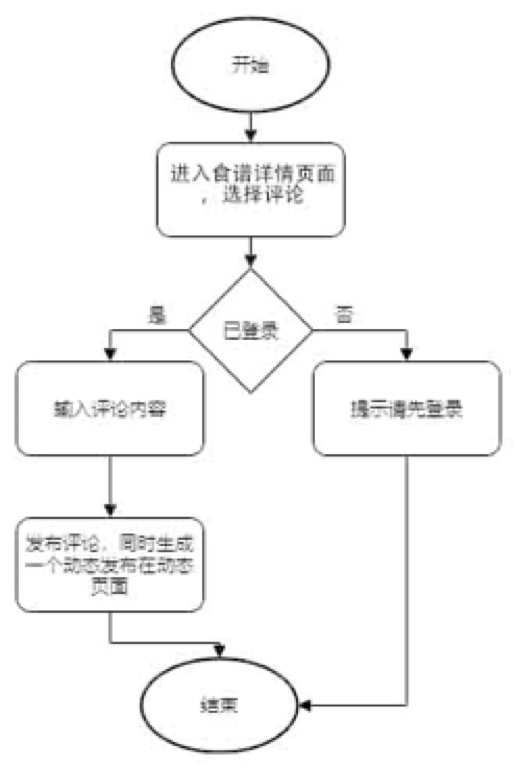 开始
进入食谱详情页面
，选择评论
已登录
是
否
输入评论内容
提示请先登录
发布评论，同时生成
一个动态发布在动态
页面
结束